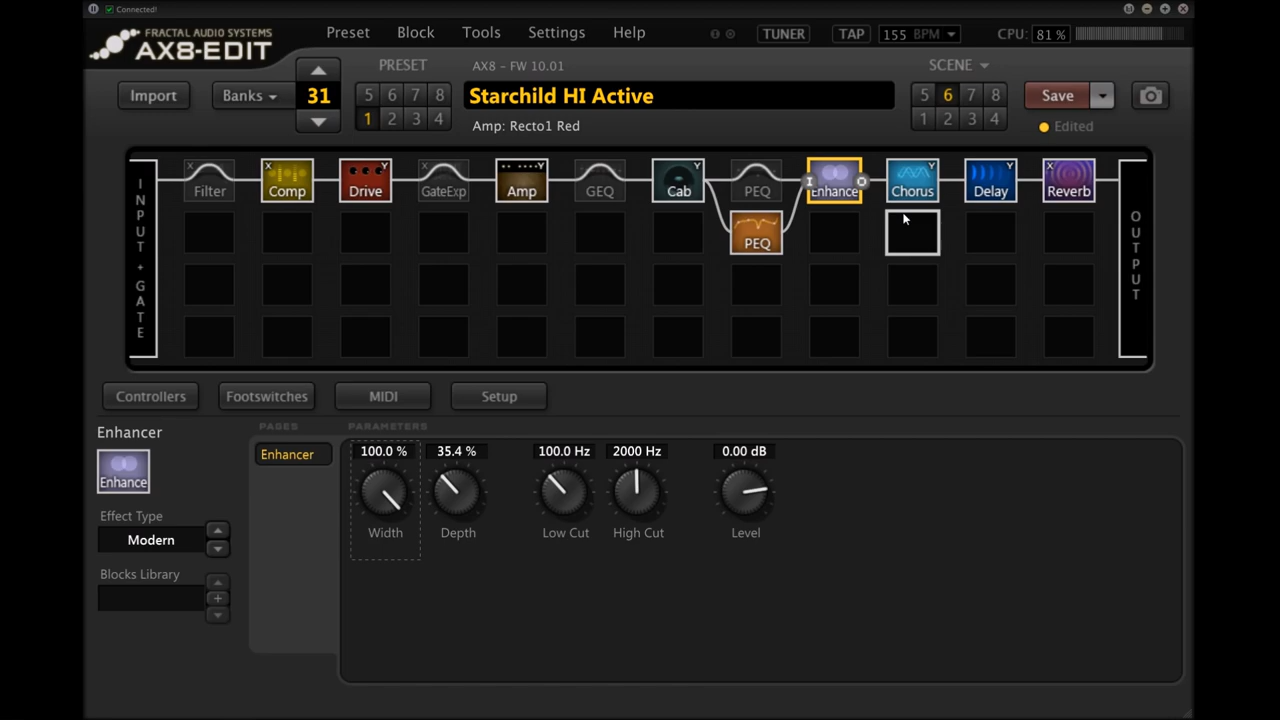 Connected!
FRACTAL AUDIO SYSTEMS
AX8-EDIT
Preset Block Tools Settings Help
TUNER TAP 155 BPM CPU: 81 %
PRESET
AX8 - FW 10.01
SCENE
Import Banks 31
5 6 7 8
1 2 3 4
Starchild HI Active
Amp: Recto1 Red
5 6 7 8
1 2 3 4
Save
Edited
INPUT + GATE
X Filter
X Comp
Drive Y
X GateExp
Amp Y
GEQ
Cab Y
PEQ
I Enhance O
Chorus Y
Delay Y
X Reverb
PEQ
OUTPUT
Controllers Footswitches MIDI Setup
Enhancer
PAGES
PARAMETERS
Enhance
Effect Type
Modern
Blocks Library
Enhancer
100.0 % 35.4 % 100.0 Hz 2000 Hz 0.00 dB
Width Depth Low Cut High Cut Level